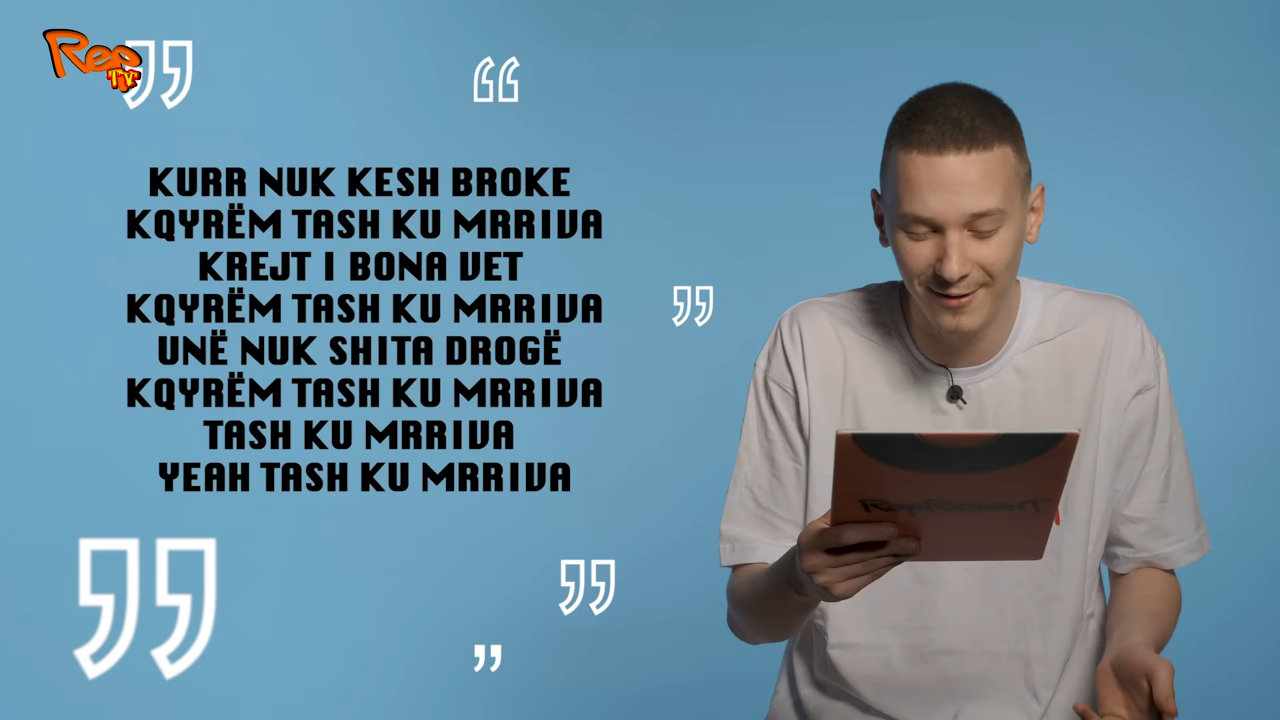 Rep
TV
KURR NUK KESH BROKE
KQYRËM TASH KU MRRIVA
KREJT I BONA VET
KQYRËM TASH KU MRRIVA
UNË NUK SHITA DROGË
KQYRËM TASH KU MRRIVA
TASH KU MRRIVA
YEAH TASH KU MRRIVA